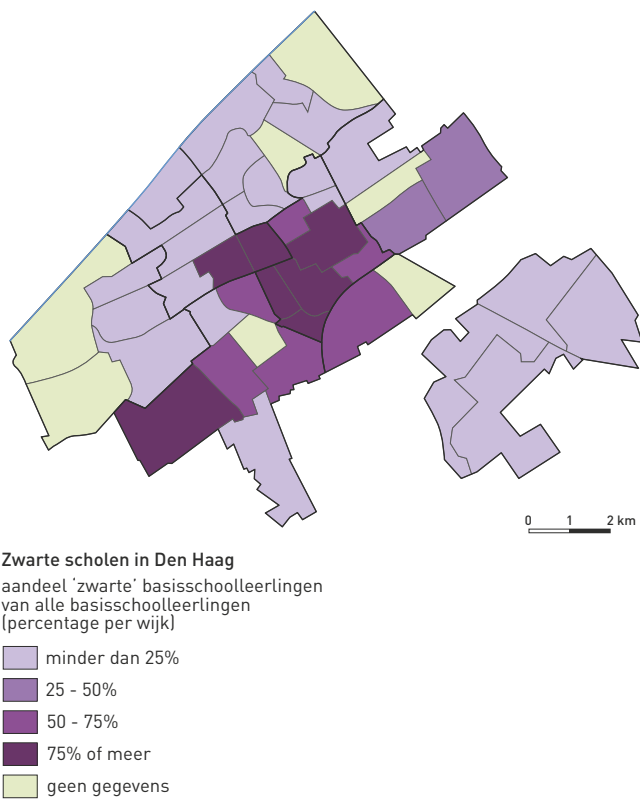 0 1 2 km
Zwarte scholen in Den Haag
aandeel ‘zwarte’ basisschoolleerlingen
van alle basisschoolleerlingen
(percentage per wijk)
minder dan 25%
25 - 50%
50 - 75%
75% of meer
geen gegevens